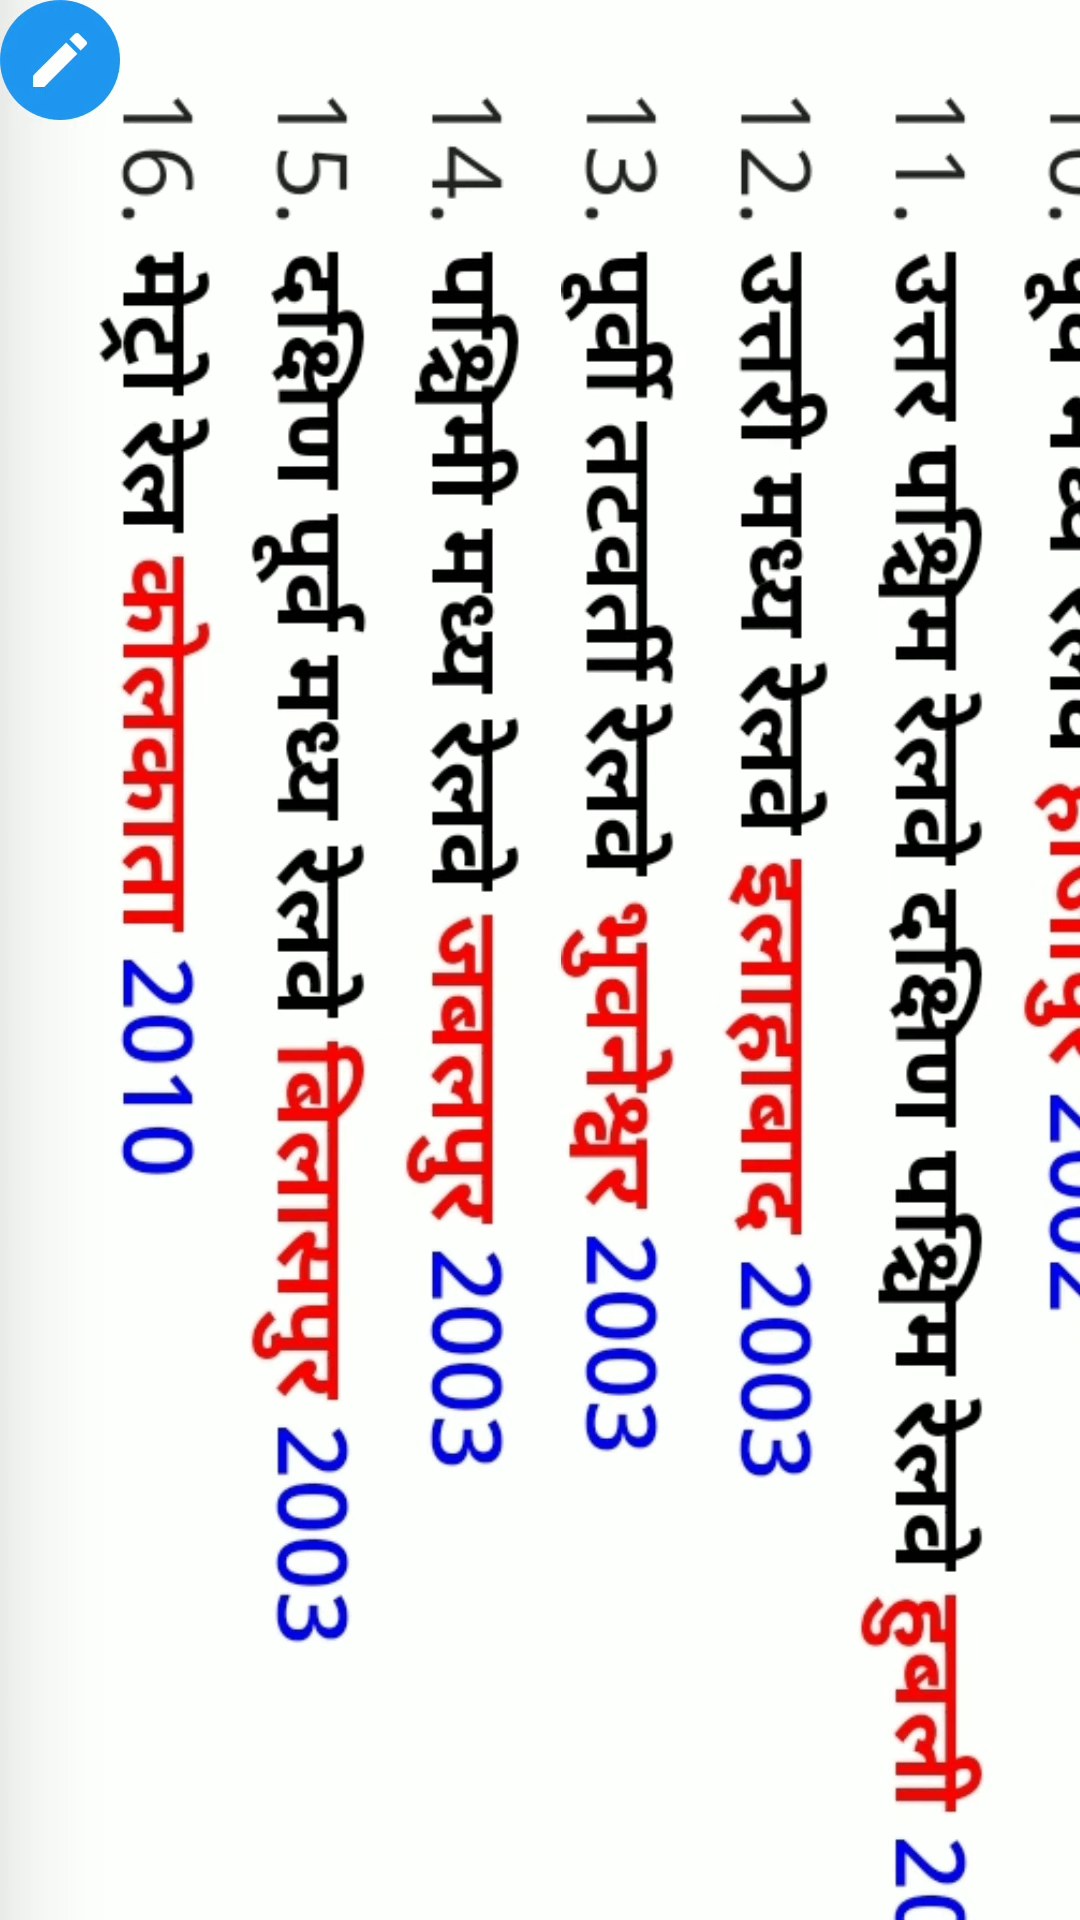 11. उत्तर पश्चिम रेलवे दक्षिण पश्चिम रेलवे हुबली 20
12. उत्तरी मध्य रेलवे इलाहाबाद 2003
13. पूर्वी तटवर्ती रेलवे भुवनेश्वर 2003
14. पश्चिमी मध्य रेलवे जबलपुर 2003
15. दक्षिण पूर्व मध्य रेलवे बिलासपुर 2003
16. मेट्रो रेल कोलकाता 2010